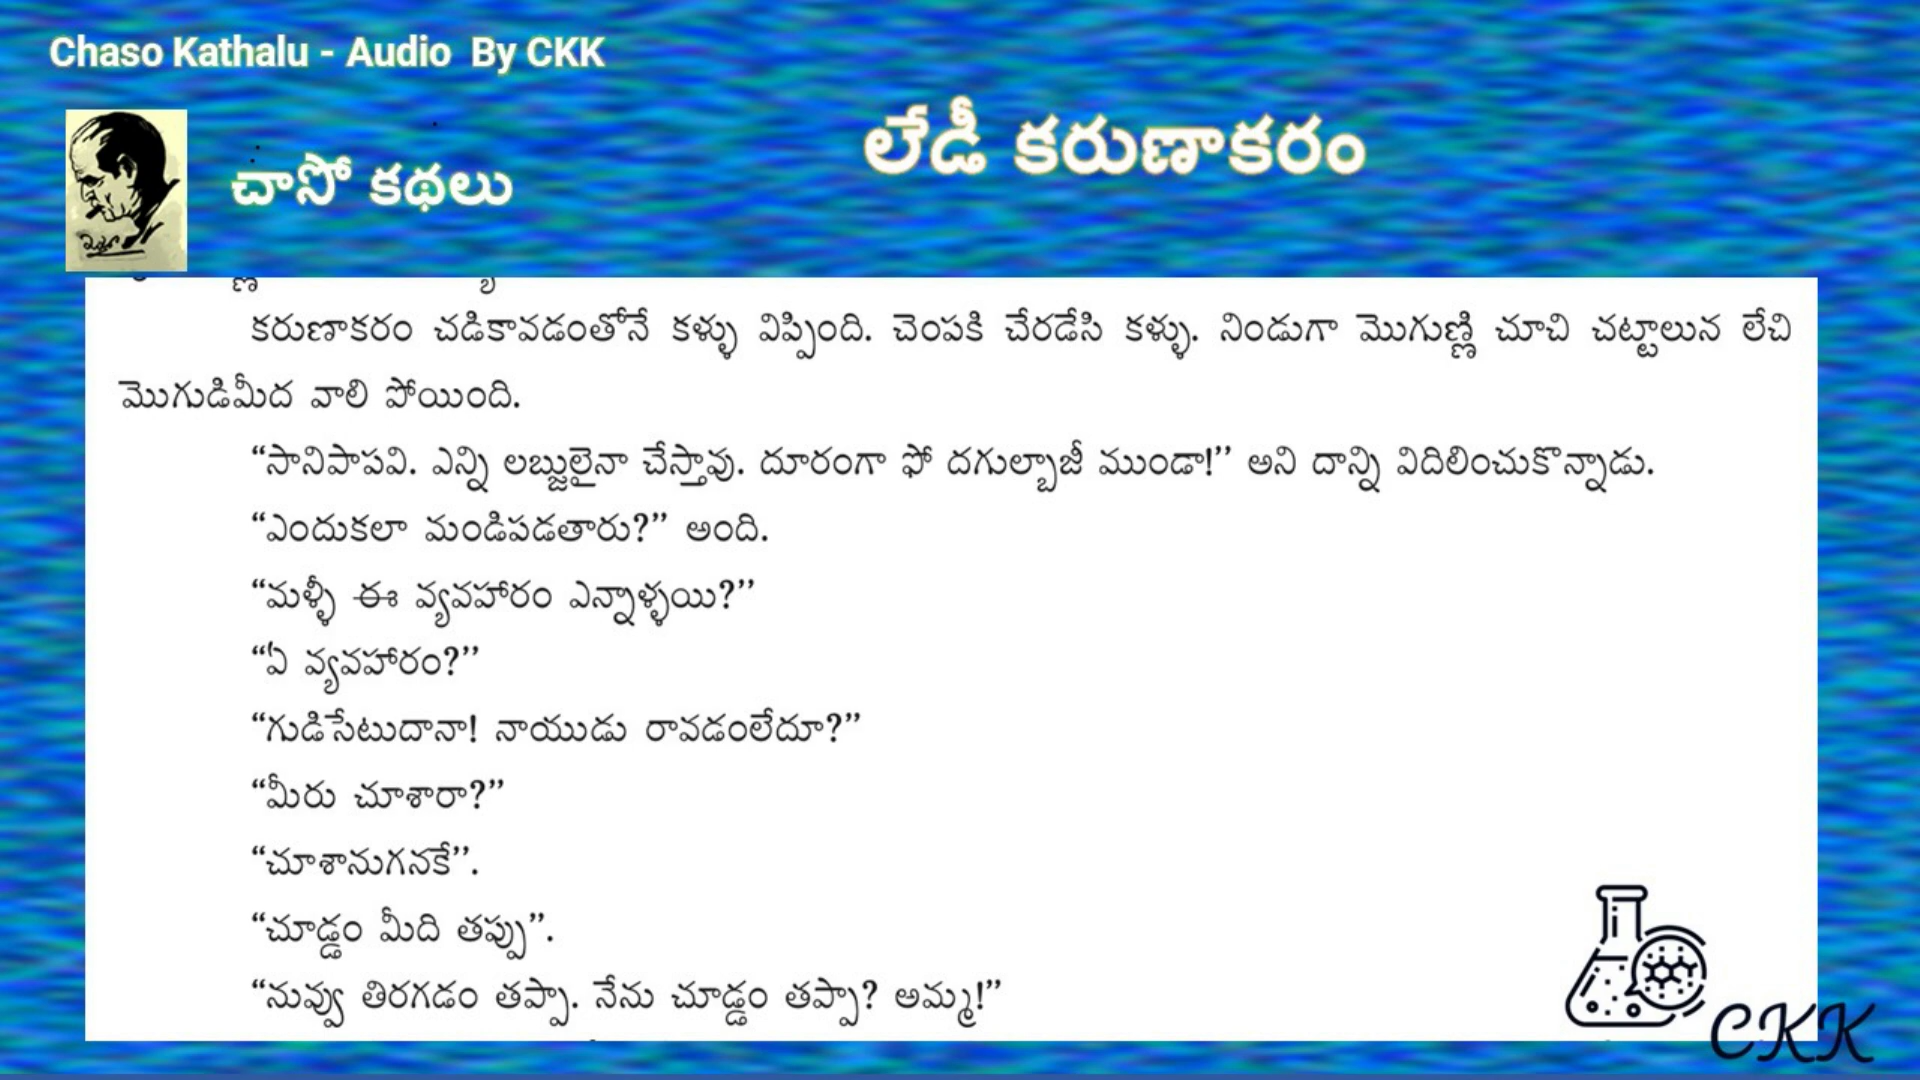 Chaso Kathalu - Audio By CKK
లేడీ కరుణాకరం
చాసో కథలు
కరుణాకరం చడికావడంతోనే కళ్ళు విప్పింది. చెంపకి చేరడేసి కళ్ళు. నిండుగా మొగుణ్ణి చూచి చట్టాలున లేచి
మొగుడిమీద వాలి పోయింది.
“సానిపాపవి. ఎన్ని లబ్జులైనా చేస్తావు. దూరంగా ఫో దగుల్బాజీ ముండా!’’ అని దాన్ని విదిలించుకొన్నాడు.
“ఎందుకలా మండిపడతారు?” అంది.
“మళ్ళీ ఈ వ్యవహారం ఎన్నాళ్ళయి?’’
“ఏ వ్యవహారం?’’
“గుడిసేటుదానా! నాయుడు రావడంలేదూ?”
“మీరు చూశారా?”
“చూశానుగనకే’’.
“చూడ్డం మీది తప్పు”.
“నువ్వు తిరగడం తప్పా. నేను చూడ్డం తప్పా? అమ్మ!”
CKK